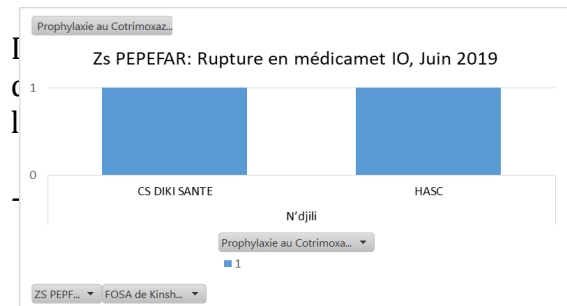 Prophylaxie au Cotrimoxaz...
Zs PEPEFAR: Rupture en médicamet IO, Juin 2019
1
0
CS DIKI SANTE HASC
N'djili
Prophylaxie au Cotrimoxa...
1
ZS PEPF... FOSA de Kinsh...